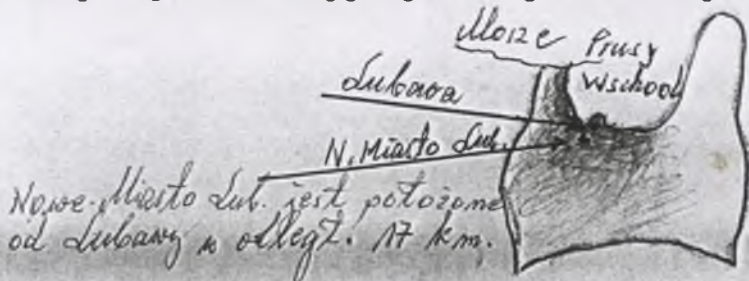 Morze
Prusy
Wschod
Lubawa
N. Miasto Lub.
Nowe-Miasto Lub. jest położone
od Lubawy w odległ. 17 km.